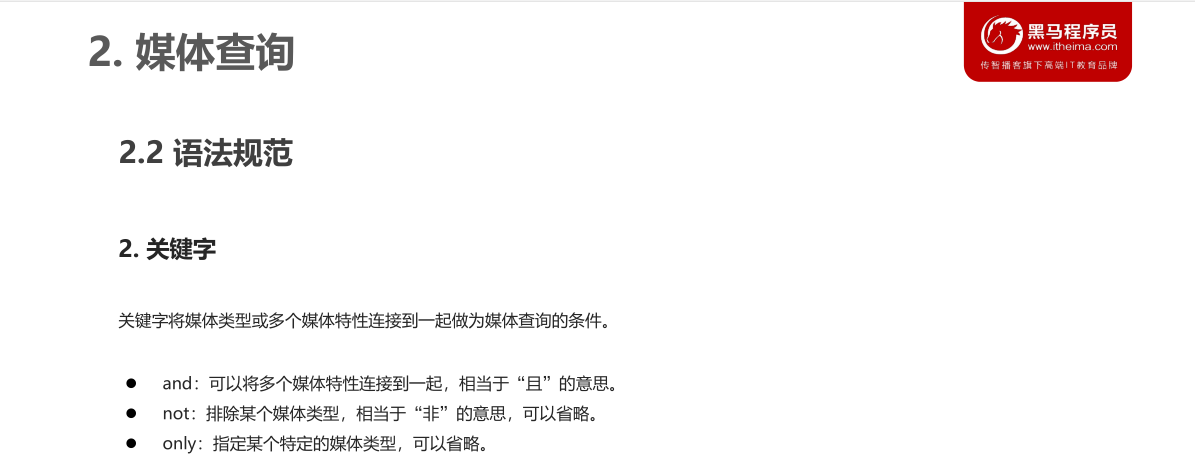 2. 媒体查询
黑马程序员
www.itheima.com
传智播客旗下高端IT教育品牌
2.2 语法规范
2. 关键字
关键字将媒体类型或多个媒体特性连接到一起做为媒体查询的条件。
● and：可以将多个媒体特性连接到一起，相当于“且”的意思。
● not：排除某个媒体类型，相当于“非”的意思，可以省略。
● only：指定某个特定的媒体类型，可以省略。